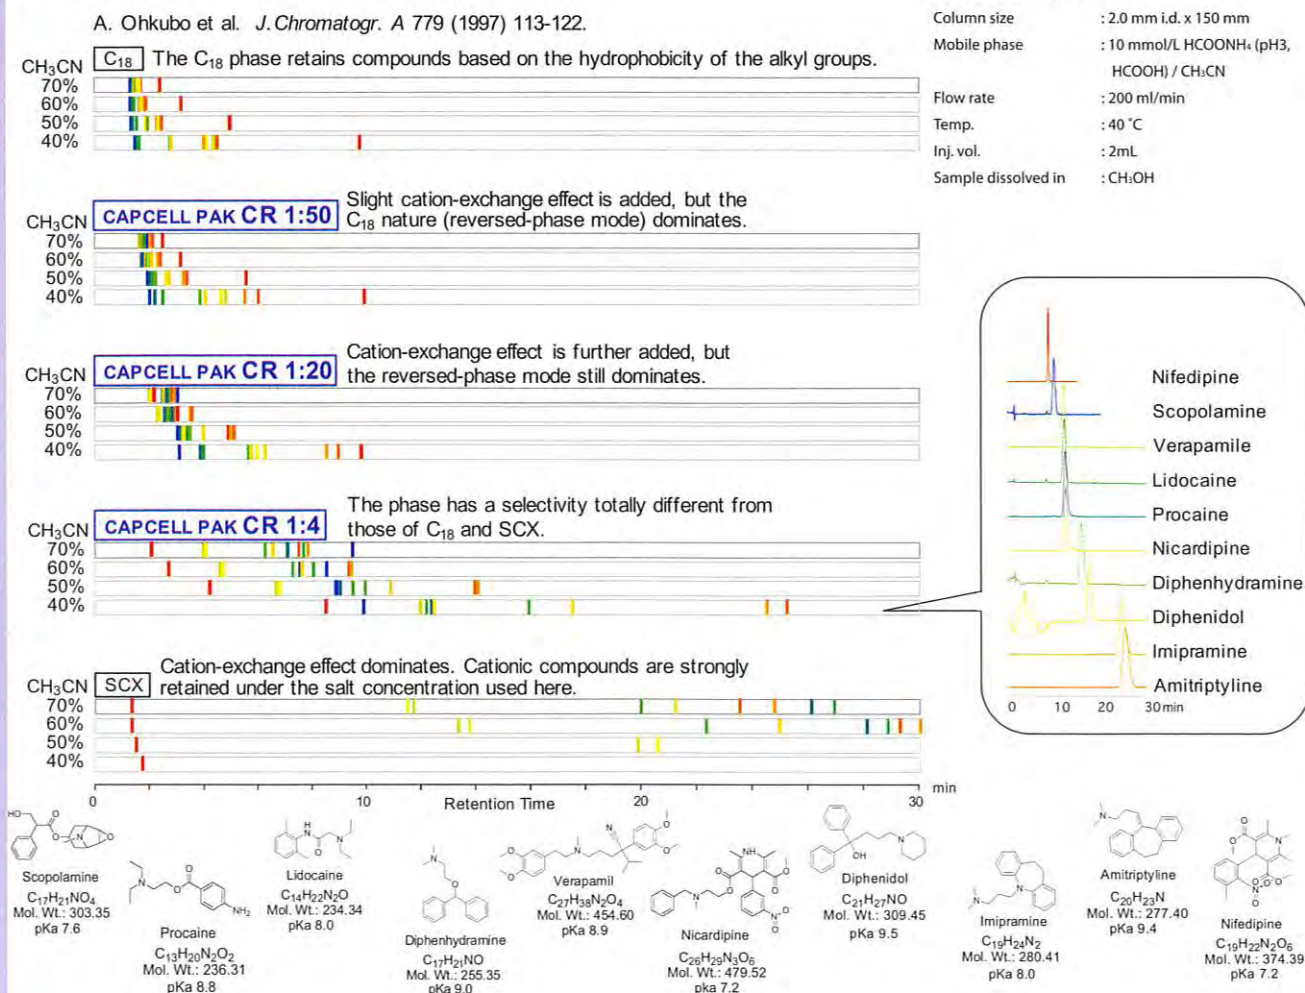 A. Ohkubo et al. J. Chromatogr. A 779 (1997) 113-122.
Column size : 2.0 mm i.d. x 150 mm
Mobile phase : 10 mmol/L HCOONH₄ (pH3,
HCOOH) / CH₃CN
Flow rate : 200 ml/min
Temp. : 40 ˚C
Inj. vol. : 2mL
Sample dissolved in : CH₃OH
CH₃CN C₁₈ The C₁₈ phase retains compounds based on the hydrophobicity of the alkyl groups.
70%
60%
50%
40%
Slight cation-exchange effect is added, but the
CH₃CN CAPCELL PAK CR 1:50 C₁₈ nature (reversed-phase mode) dominates.
70%
60%
50%
40%
Cation-exchange effect is further added, but
CH₃CN CAPCELL PAK CR 1:20 the reversed-phase mode still dominates.
70%
60%
50%
40%
The phase has a selectivity totally different from
CH₃CN CAPCELL PAK CR 1:4 those of C₁₈ and SCX.
70%
60%
50%
40%
Cation-exchange effect dominates. Cationic compounds are strongly
CH₃CN SCX retained under the salt concentration used here.
70%
60%
50%
40%
0 10 20 30 min
Retention Time
Nifedipine
Scopolamine
Verapamile
Lidocaine
Procaine
Nicardipine
Diphenhydramine
Diphenidol
Imipramine
Amitriptyline
0 10 20 30 min
Scopolamine
C₁₇H₂₁NO₄
Mol. Wt.: 303.35
pKa 7.6
Procaine
C₁₃H₂₀N₂O₂
Mol. Wt.: 236.31
pKa 8.8
Lidocaine
C₁₄H₂₂N₂O
Mol. Wt.: 234.34
pKa 8.0
Diphenhydramine
C₁₇H₂₁NO
Mol. Wt.: 255.35
pKa 9.0
Verapamil
C₂₇H₃₈N₂O₄
Mol. Wt.: 454.60
pKa 8.9
Nicardipine
C₂₆H₂₉N₃O₆
Mol. Wt.: 479.52
pka 7.2
Diphenidol
C₂₁H₂₇NO
Mol. Wt.: 309.45
pKa 9.5
Imipramine
C₁₉H₂₄N₂
Mol. Wt.: 280.41
pKa 8.0
Amitriptyline
C₂₀H₂₃N
Mol. Wt.: 277.40
pKa 9.4
Nifedipine
C₁₉H₂₂N₂O₆
Mol. Wt.: 374.39
pKa 7.2